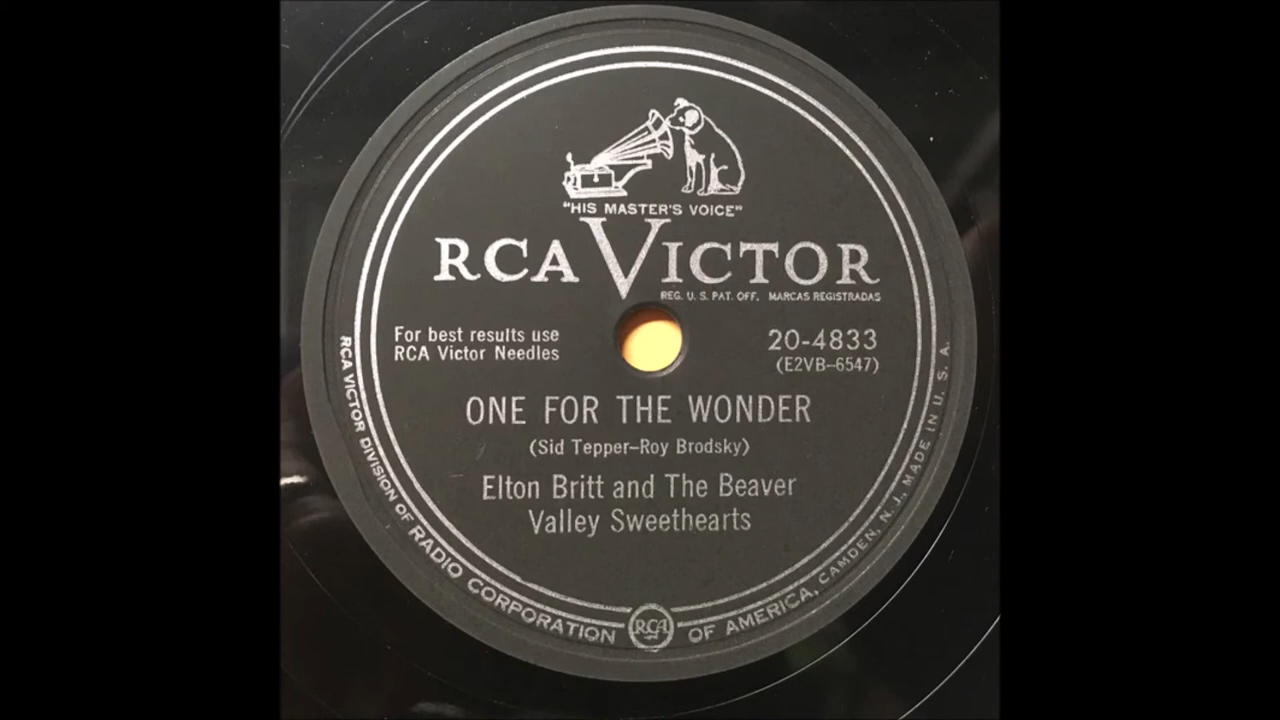 "HIS MASTER'S VOICE"
RCA VICTOR
REG. U. S. PAT. OFF. MARCAS REGISTRADAS
For best results use
RCA Victor Needles
20-4833
(E2VB-6547)
ONE FOR THE WONDER
(Sid Tepper-Roy Brodsky)
Elton Britt and The Beaver
Valley Sweethearts
RCA VICTOR DIVISION OF RADIO CORPORATION OF AMERICA, CAMDEN, N. J., MADE IN U. S. A.
RCA